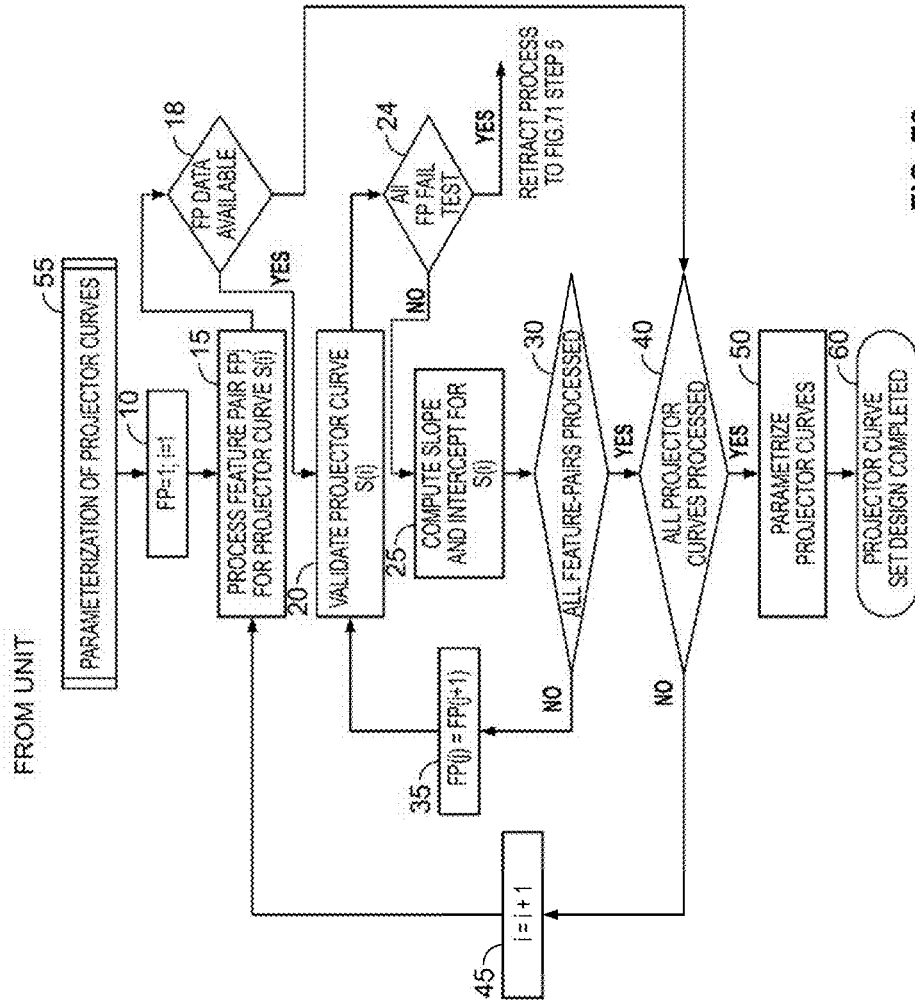 FROM UNIT
PARAMETERIZATION OF PROJECTOR CURVES
55
10
FP=1; i=1
15
PROCESS FEATURE PAIR FPj
FOR PROJECTOR CURVE S(i)
18
FP DATA
AVAILABLE
YES
20
VALIDATE PROJECTOR CURVE
S(i)
24
All
FP FAIL
TEST
NO
YES
RETRACT PROCESS
TO FIG.71 STEP 5
25
COMPUTE SLOPE
AND INTERCEPT FOR
S(i)
30
ALL FEATURE-PAIRS PROCESSED
NO
YES
35
FP(j) = FP(j+1)
40
ALL PROJECTOR
CURVES PROCESSED
NO
YES
45
i = i + 1
50
PARAMETRIZE
PROJECTOR CURVES
60
PROJECTOR CURVE
SET DESIGN COMPLETED